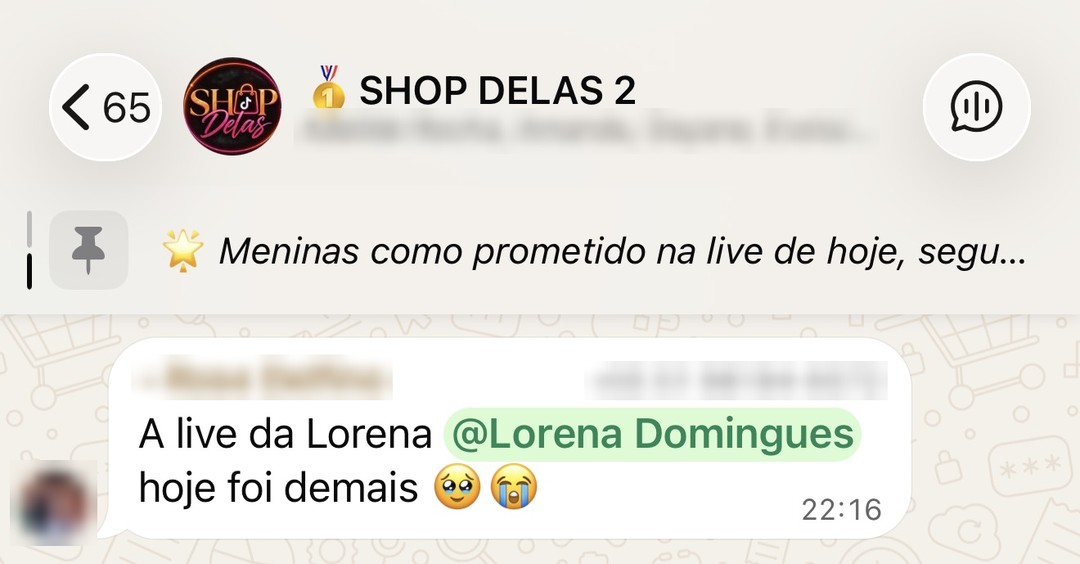 65
SHOP
Delas
🥇 SHOP DELAS 2
🌟 Meninas como prometido na live de hoje, segu...
A live da Lorena @Lorena Domingues
hoje foi demais 🥹😭
22:16